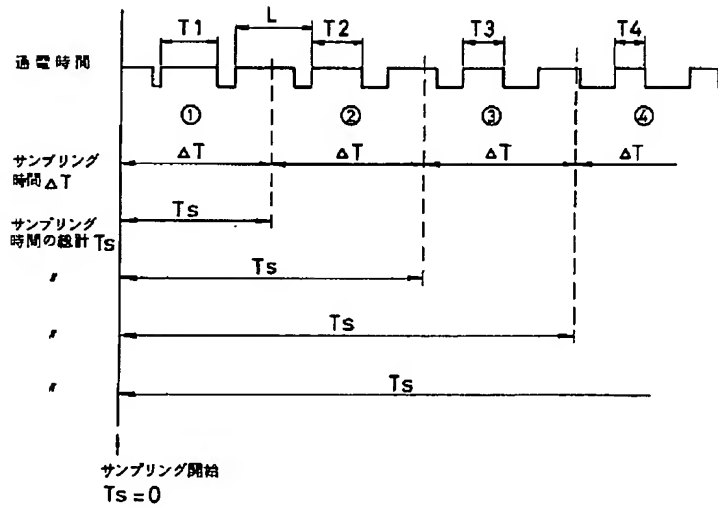 T1 L T2 T3 T4
通電時間
① ② ③ ④
ΔT ΔT ΔT ΔT
サンプリング
時間ΔT
Ts
サンプリング
時間の総計Ts
Ts
〃
Ts
〃
Ts
〃
サンプリング開始
Ts=0